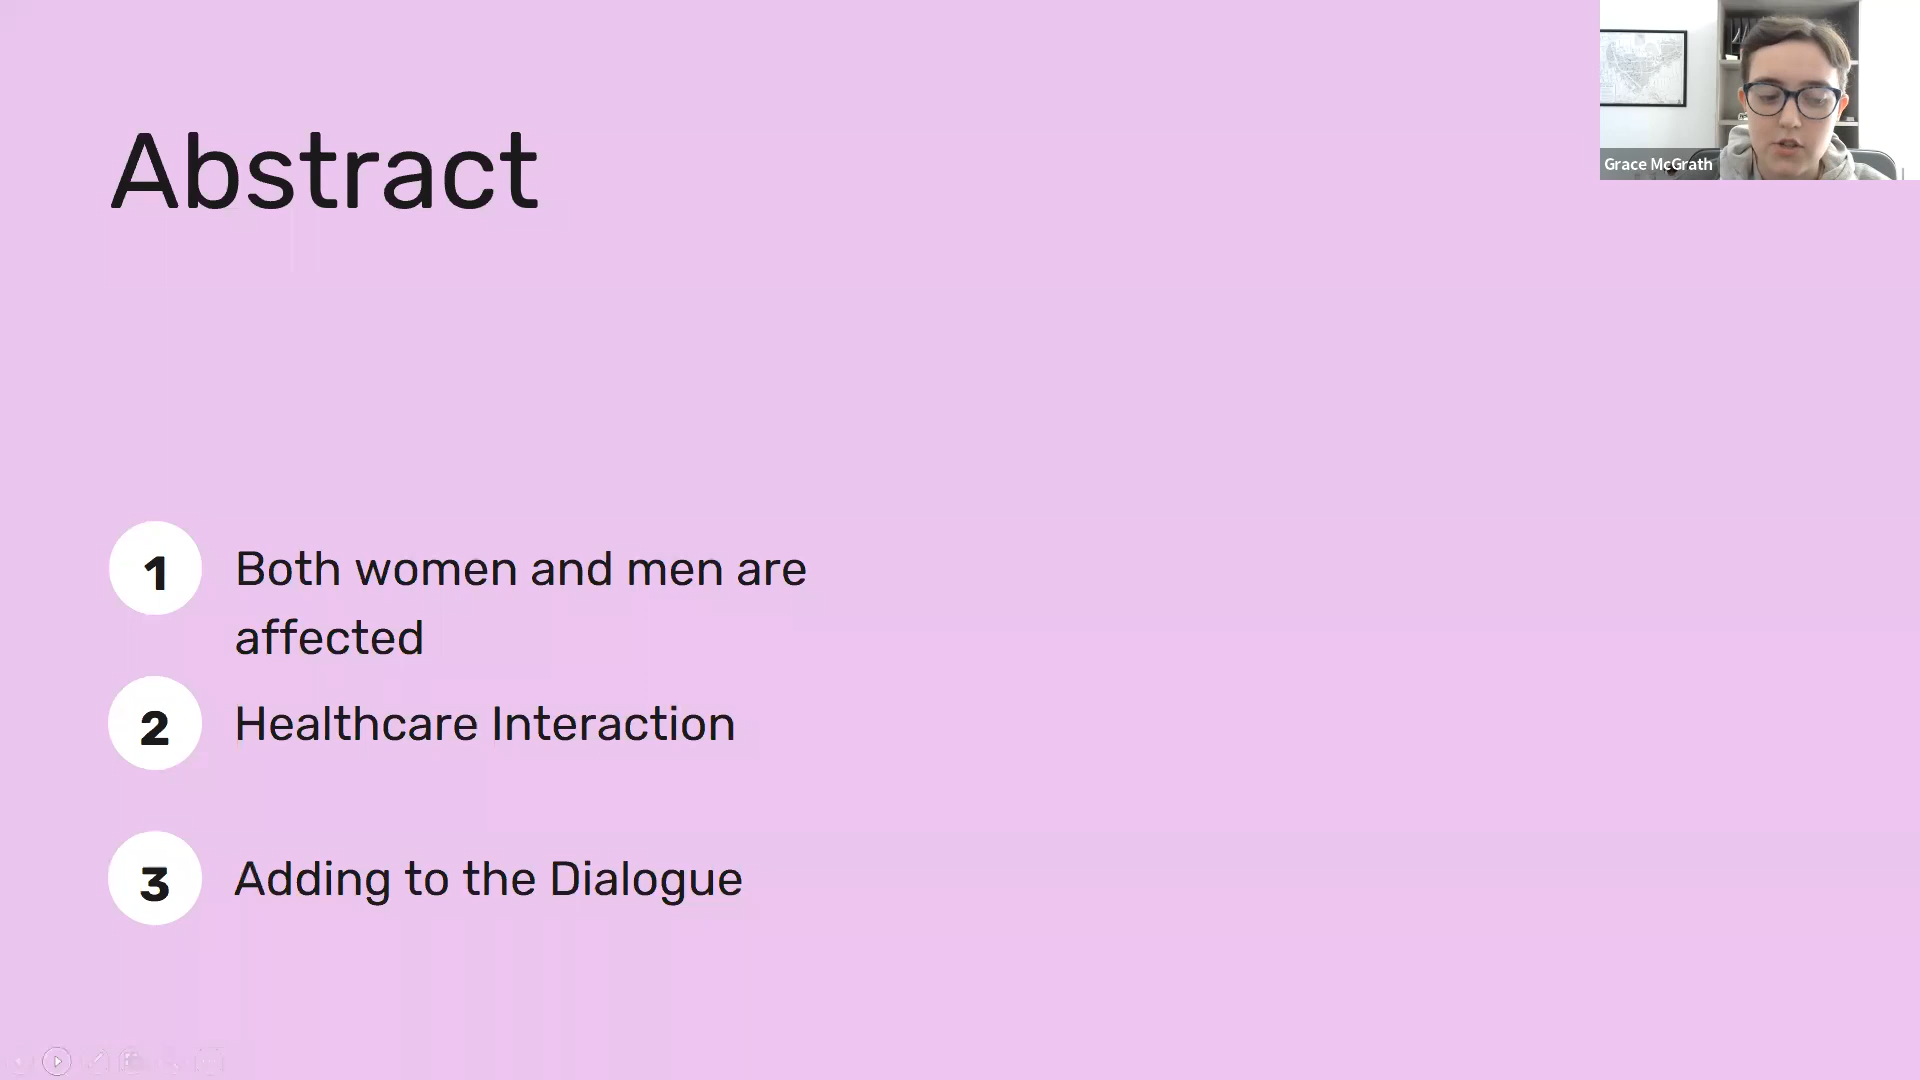 Abstract
Grace McGrath
1 Both women and men are
affected
2 Healthcare Interaction
3 Adding to the Dialogue